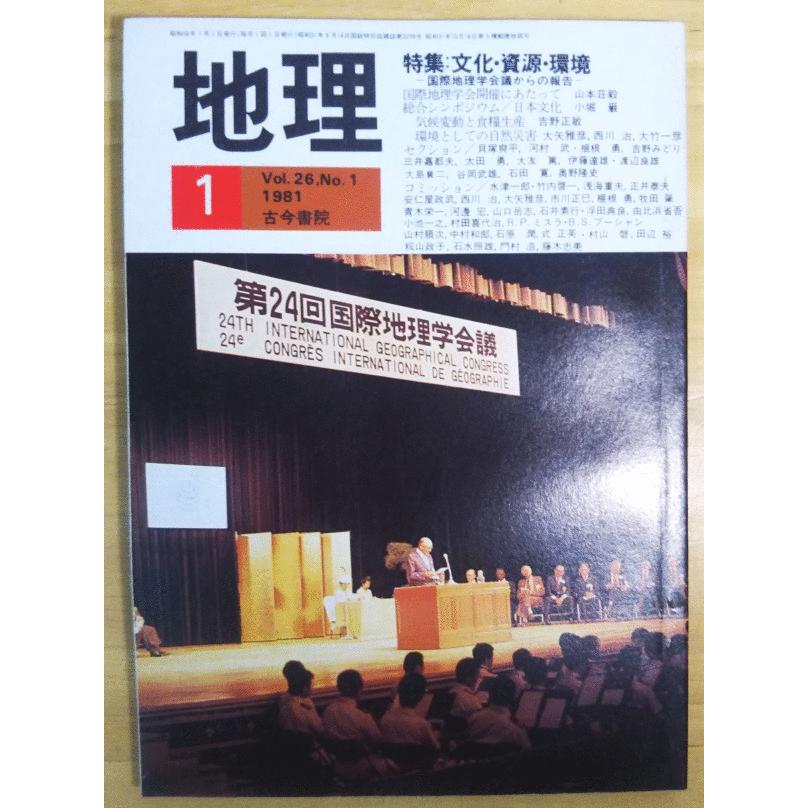 地理
1
Vol. 26, No. 1
1981
古今書院
特集:文化・資源・環境
―国際地理学会議からの報告―
国際地理学会開催にあたって 山本荘毅
総合シンポジウム/日本文化 小堀 巌
気候変動と食糧生産 吉野正敏
環境としての自然災害 大矢雅彦,西川 治,大竹一彦
セクション/貝塚爽平,河村 武・榧根 勇,吉野みどり
三井嘉都夫,太田 勇,大友 篤,伊藤達雄・渡辺良雄
大島襄二,谷岡武雄,石田 寛,奥野隆史
コミッション/水津一郎・竹内啓一,浅海重夫,正井泰夫
安仁屋政武,西川 治,大矢雅彦,市川正巳,榧根 勇,牧田 肇
青木栄一,河邊 宏,山口岳志,石井素介・浮田典良,由比浜省吾
小池一之,村田喜代治,R.P.ミスラ・B.S.ブーシャン
山村順次,中村和郎,石原 潤,式 正英・村山 磐,田辺 裕
椛山政子,石水照雄,門村 浩,藤木忠美
第24回国際地理学会議
24TH INTERNATIONAL GEOGRAPHICAL CONGRESS
24e CONGRÈS INTERNATIONAL DE GÉOGRAPHIE